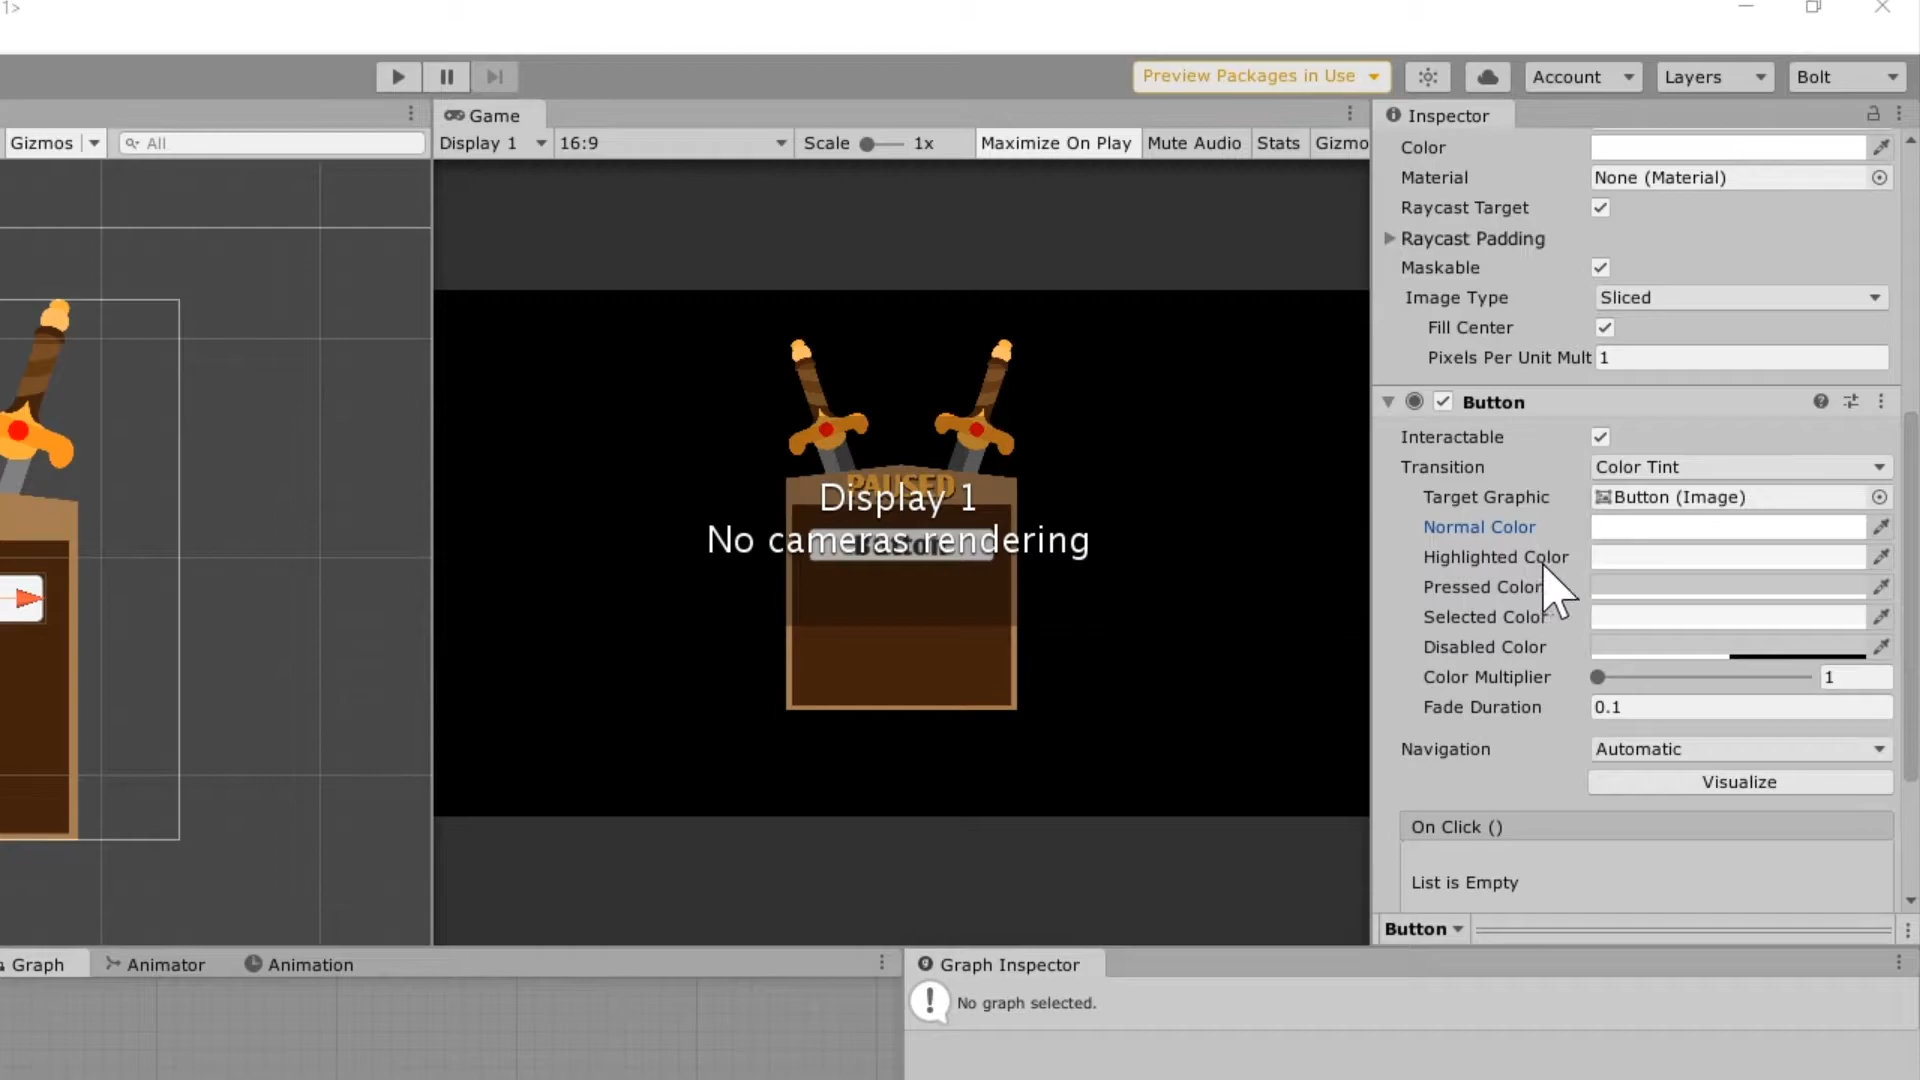 1>
Preview Packages in Use
Account
Layers
Bolt
Game
Inspector
Gizmos
All
Display 1
16:9
Scale
1x
Maximize On Play
Mute Audio
Stats
Gizmo
Color
Material
None (Material)
Raycast Target
Raycast Padding
Maskable
Image Type
Sliced
Fill Center
Pixels Per Unit Mult
1
Button
Interactable
Transition
Color Tint
Target Graphic
Button (Image)
Normal Color
Highlighted Color
Pressed Color
Selected Color
Disabled Color
Color Multiplier
1
Fade Duration
0.1
Navigation
Automatic
Visualize
On Click ()
List is Empty
Button
PAUSED
Display 1
No cameras rendering
Button
Graph
Animator
Animation
Graph Inspector
No graph selected.